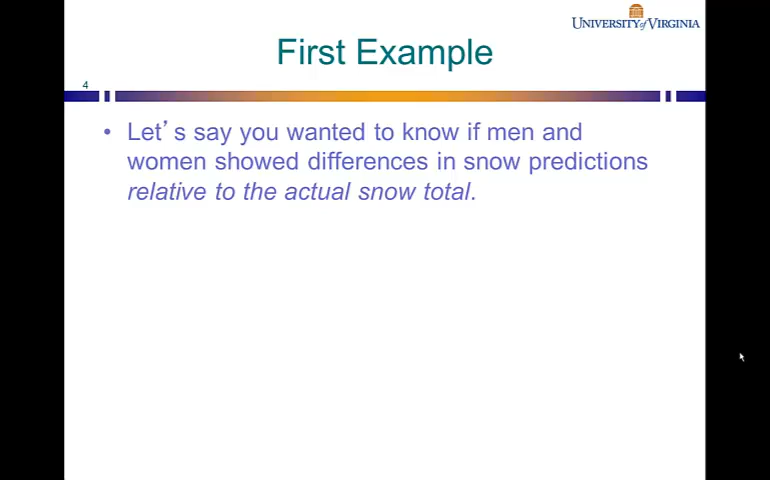 UNIVERSITY of VIRGINIA
First Example
4
• Let’s say you wanted to know if men and
women showed differences in snow predictions
relative to the actual snow total.